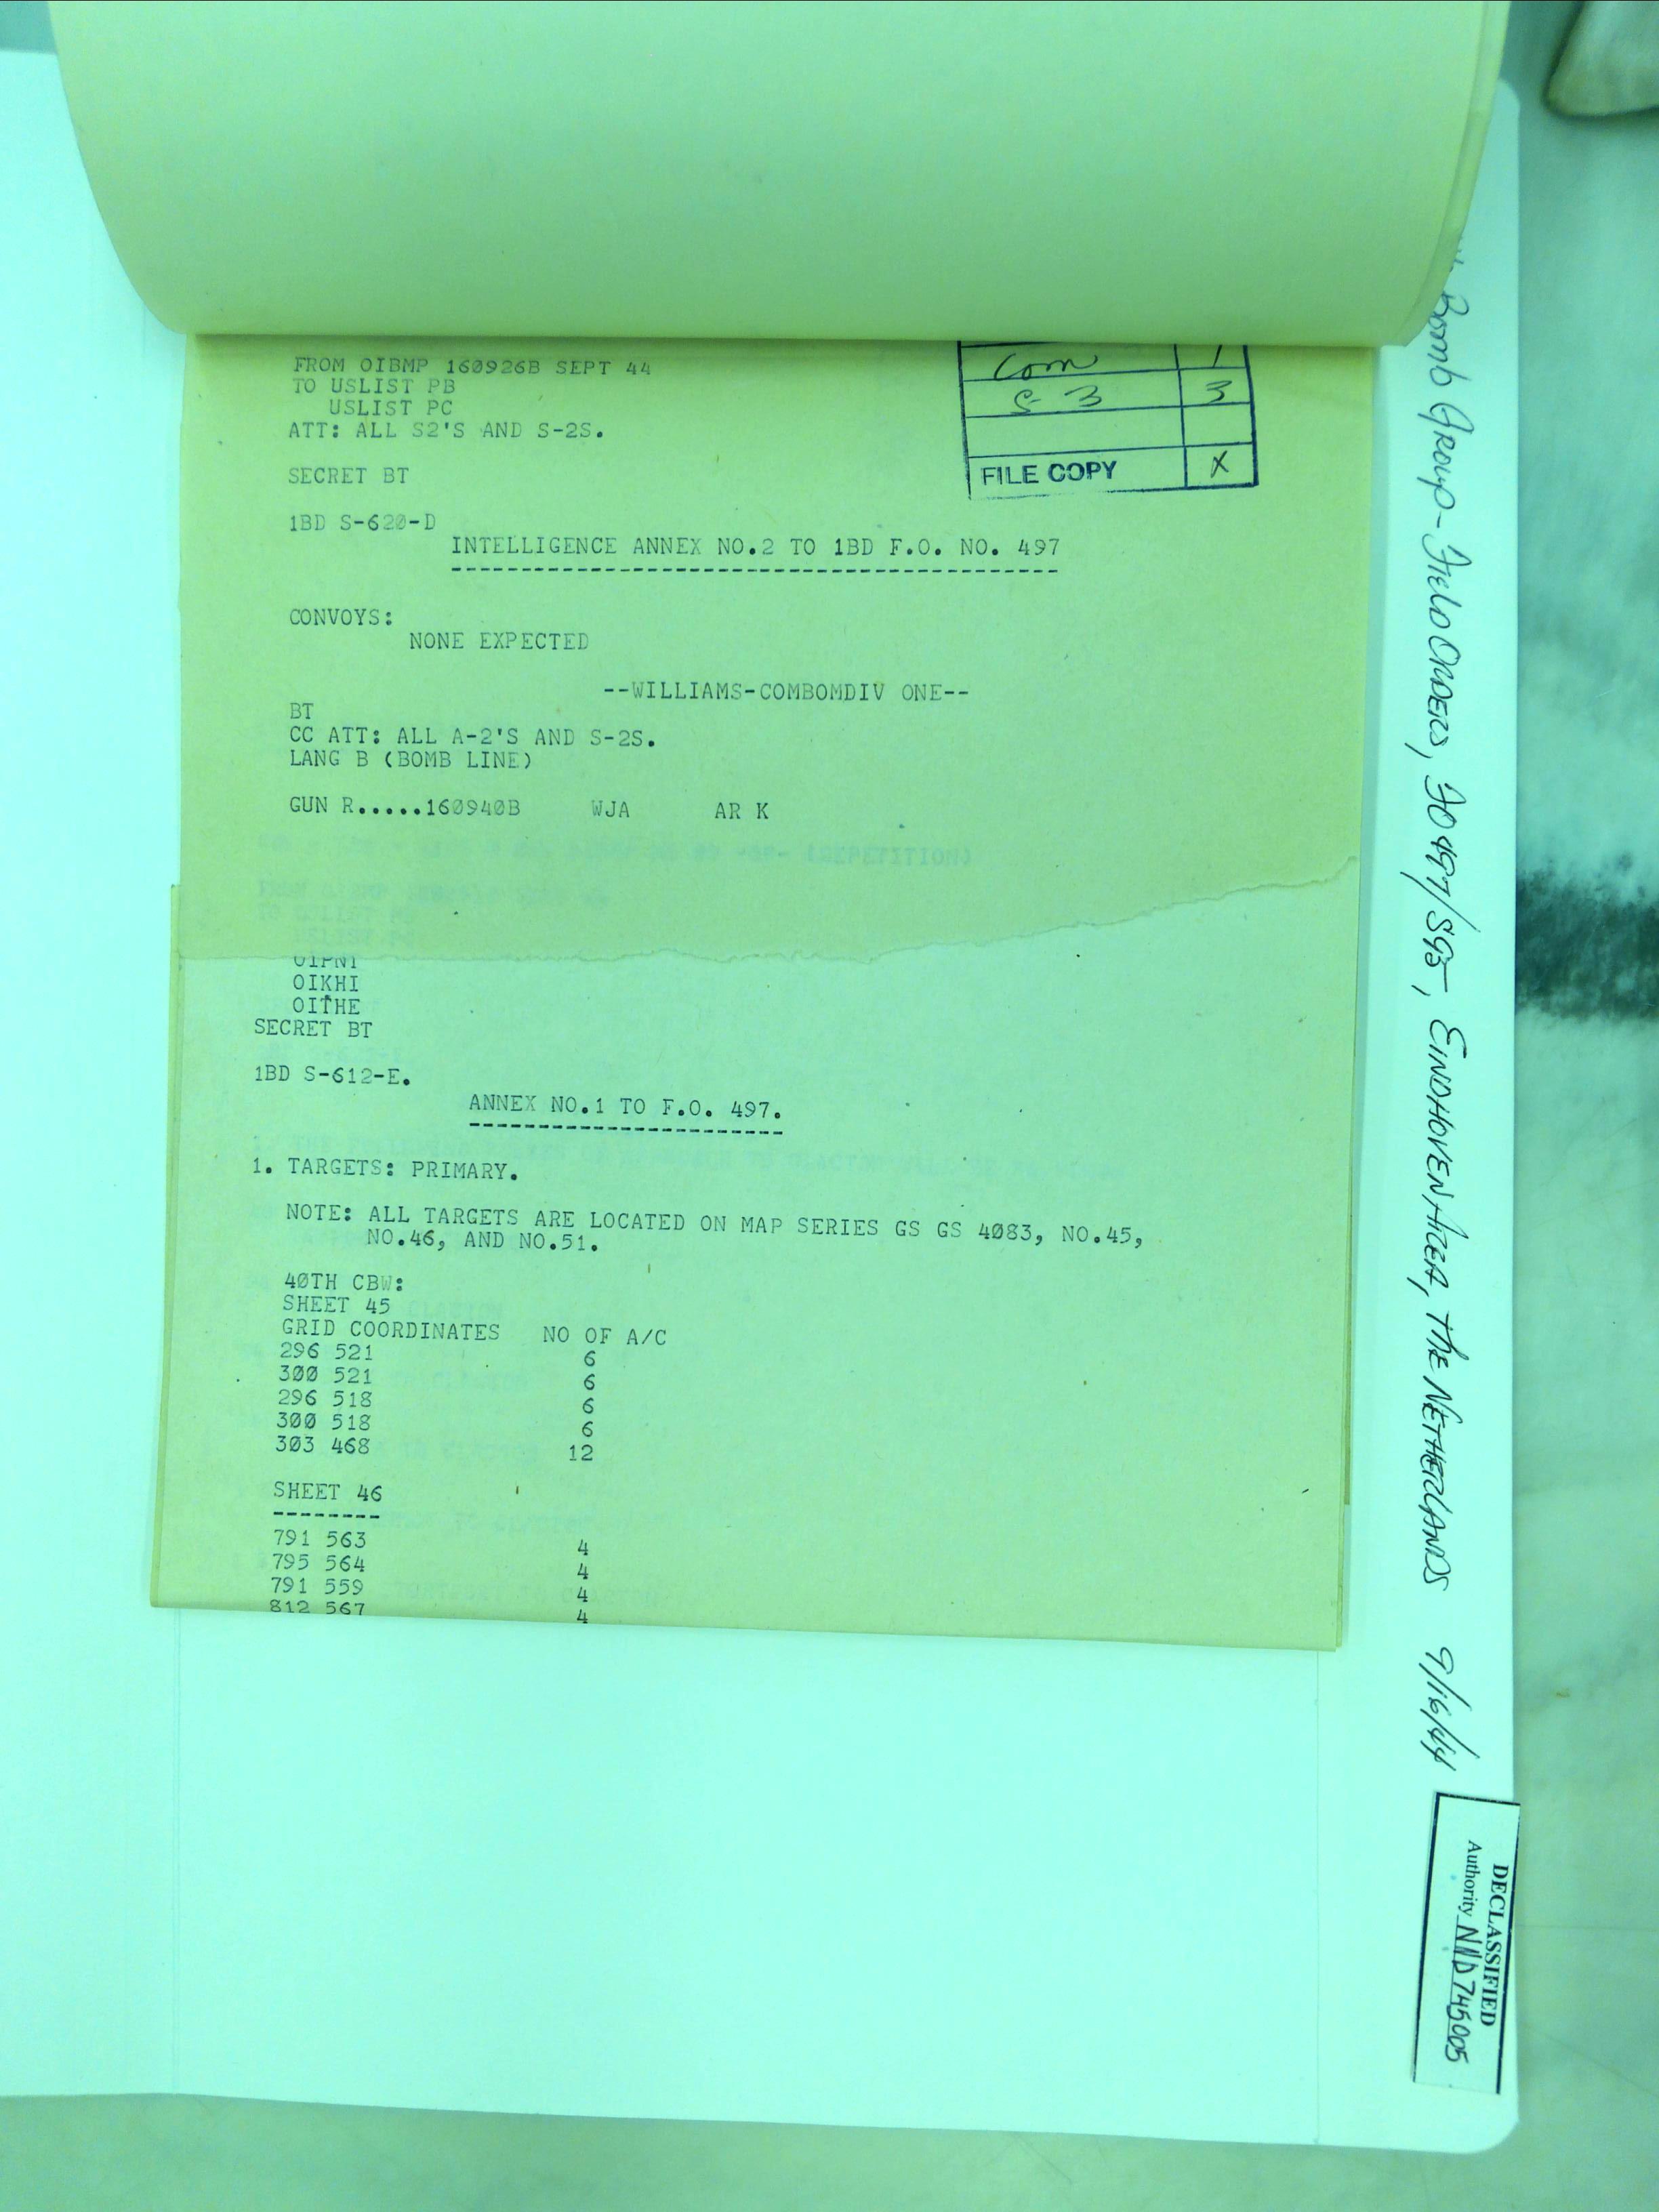 Com 1
S-3 3
FILE COPY X
FROM OIBMP 160926B SEPT 44
TO USLIST PB
USLIST PC
ATT: ALL S2'S AND S-2S.
SECRET BT
1BD S-620-D
INTELLIGENCE ANNEX NO.2 TO 1BD F.O. NO. 497
-------------------------------------------
CONVOYS:
NONE EXPECTED
--WILLIAMS-COMBOMDIV ONE--
BT
CC ATT: ALL A-2'S AND S-2S.
LANG B (BOMB LINE)
GUN R.....160940B WJA AR K
OIPNI
OIKHI
OITHE
SECRET BT
1BD S-612-E.
ANNEX NO.1 TO F.O. 497.
-----------------------
1. TARGETS: PRIMARY.
NOTE: ALL TARGETS ARE LOCATED ON MAP SERIES GS GS 4083, NO.45,
NO.46, AND NO.51.
40TH CBW:
SHEET 45
GRID COORDINATES NO OF A/C
296 521 6
300 521 6
296 518 6
300 518 6
303 468 12
SHEET 46
--------
791 563 4
795 564 4
791 559 4
812 567 4
Bomb Group - Field Orders, FO 497/S93, EINDHOVEN AREA, THE NETHERLANDS 9/16/44
DECLASSIFIED
Authority NND 745005